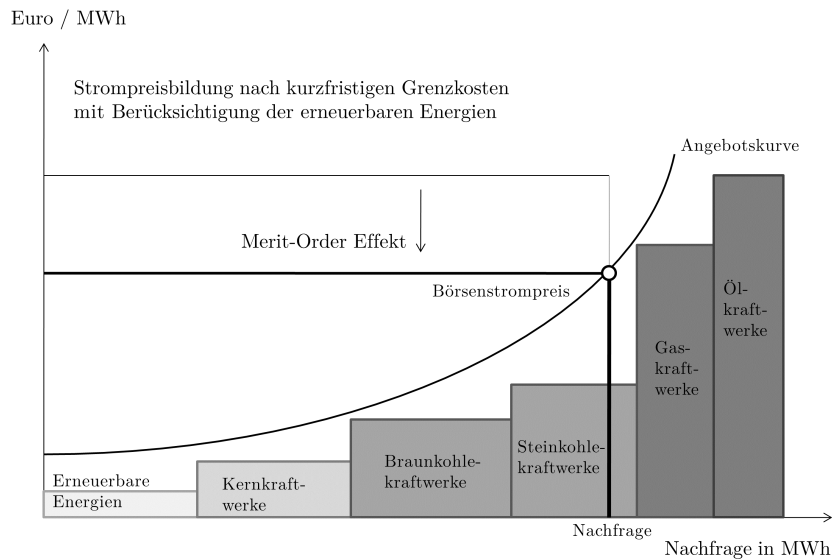 Euro / MWh
Strompreisbildung nach kurzfristigen Grenzkosten
mit Berücksichtigung der erneuerbaren Energien
Angebotskurve
Merit-Order Effekt
Börsenstrompreis
Öl-
kraft-
werke
Gas-
kraft-
werke
Steinkohle-
kraftwerke
Braunkohle-
kraftwerke
Kernkraft-
werke
Erneuerbare
Energien
Nachfrage
Nachfrage in MWh